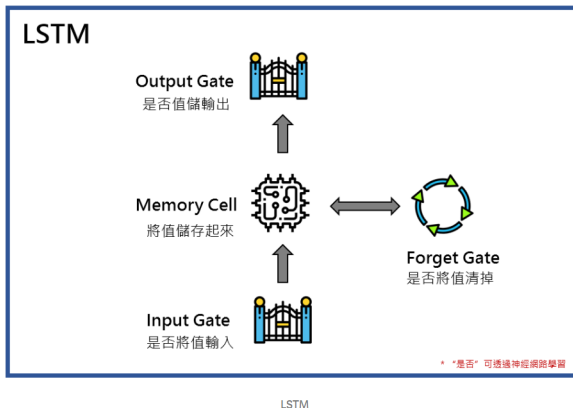 LSTM
Output Gate
是否值儲輸出
Memory Cell
將值儲存起來
Forget Gate
是否將值清掉
Input Gate
是否將值輸入
* "是否" 可透過神經網路學習
LSTM